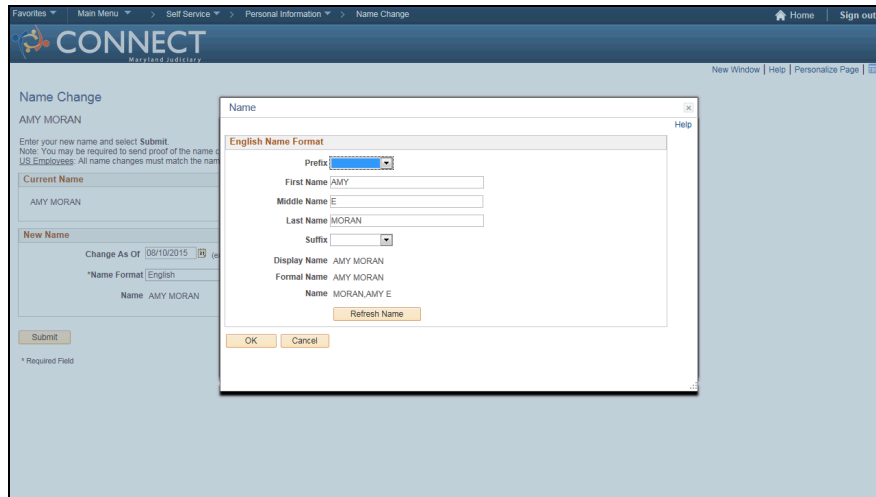 Favorites Main Menu > Self Service > Personal Information > Name Change Home Sign out
CONNECT
Maryland Judiciary
New Window | Help | Personalize Page |
Name Change
AMY MORAN
Enter your new name and select Submit.
Note: You may be required to send proof of the name
US Employees: All name changes must match the
Current Name
AMY MORAN
New Name
Change As Of 08/10/2015
*Name Format English
Name AMY MORAN
Submit
* Required Field
Name
Help
English Name Format
Prefix
First Name AMY
Middle Name E
Last Name MORAN
Suffix
Display Name AMY MORAN
Formal Name AMY MORAN
Name MORAN,AMY E
Refresh Name
OK Cancel